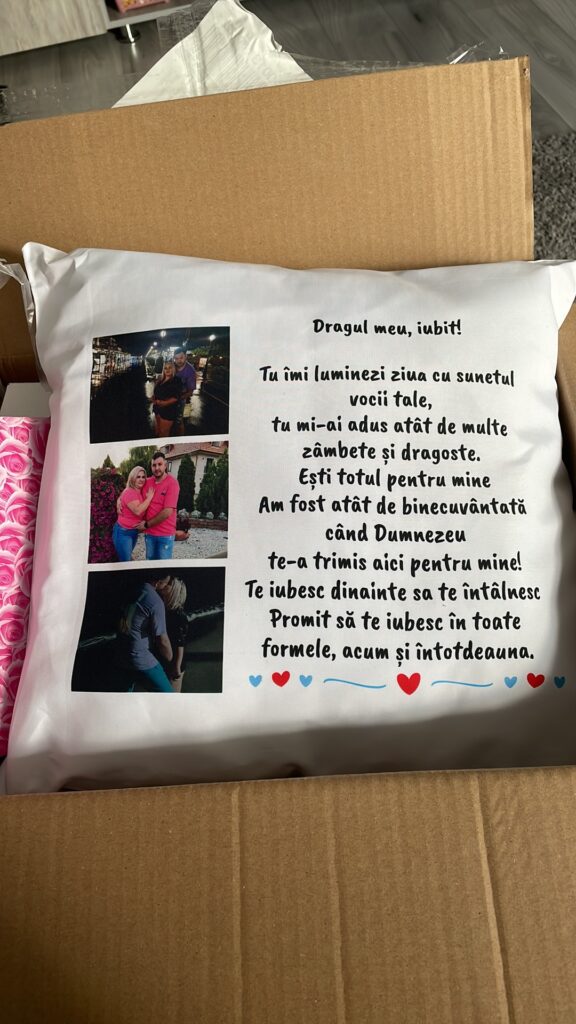 Dragul meu, iubit!
Tu îmi luminezi ziua cu sunetul
vocii tale,
tu mi-ai adus atât de multe
zâmbete și dragoste.
Ești totul pentru mine
Am fost atât de binecuvântată
când Dumnezeu
te-a trimis aici pentru mine!
Te iubesc dinainte sa te întâlnesc
Promit să te iubesc în toate
formele, acum și întotdeauna.